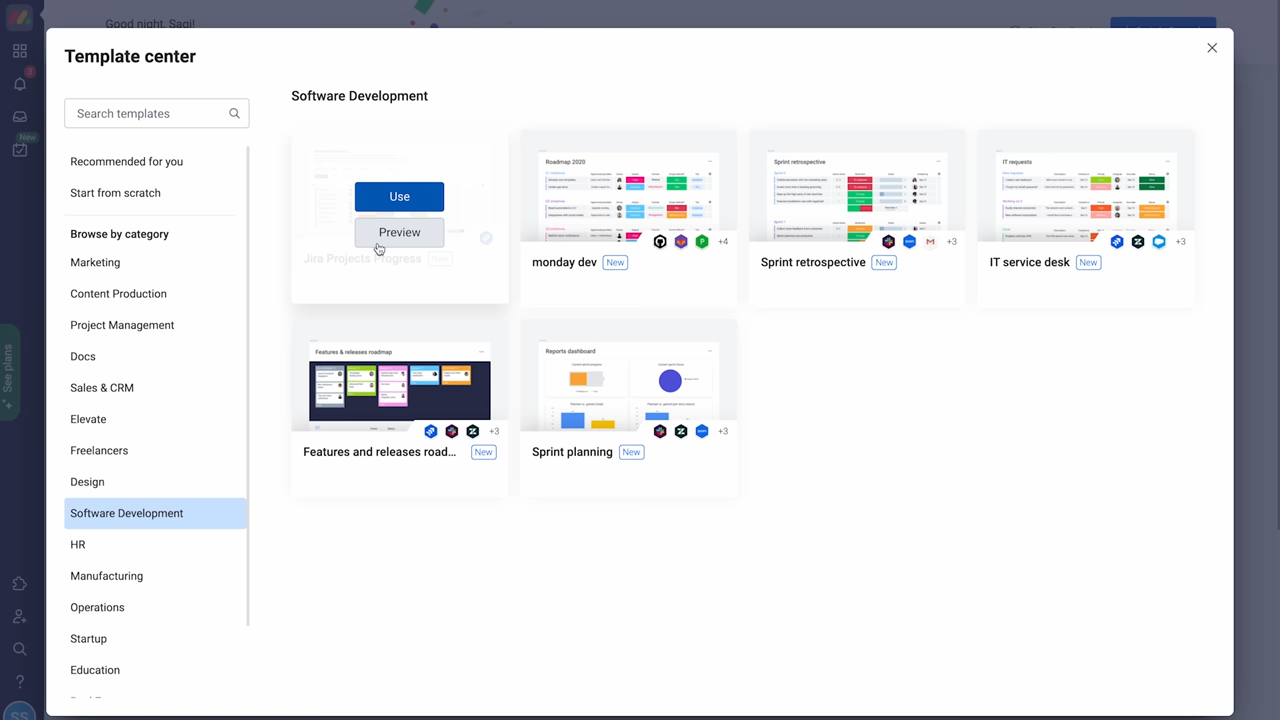 Good night, Sagi!
Template center
Search templates
Recommended for you
Start from scratch
Browse by category
Marketing
Content Production
Project Management
Docs
Sales & CRM
Elevate
Freelancers
Design
Software Development
HR
Manufacturing
Operations
Startup
Education
Software Development
Use
Preview
Jira Projects Progress New
Roadmap 2020
+4
monday dev New
Sprint retrospective
+3
Sprint retrospective New
IT requests
+3
IT service desk New
Features & releases roadmap
+3
Features and releases road... New
Reports dashboard
+3
Sprint planning New
3
New
See plans
?
SS